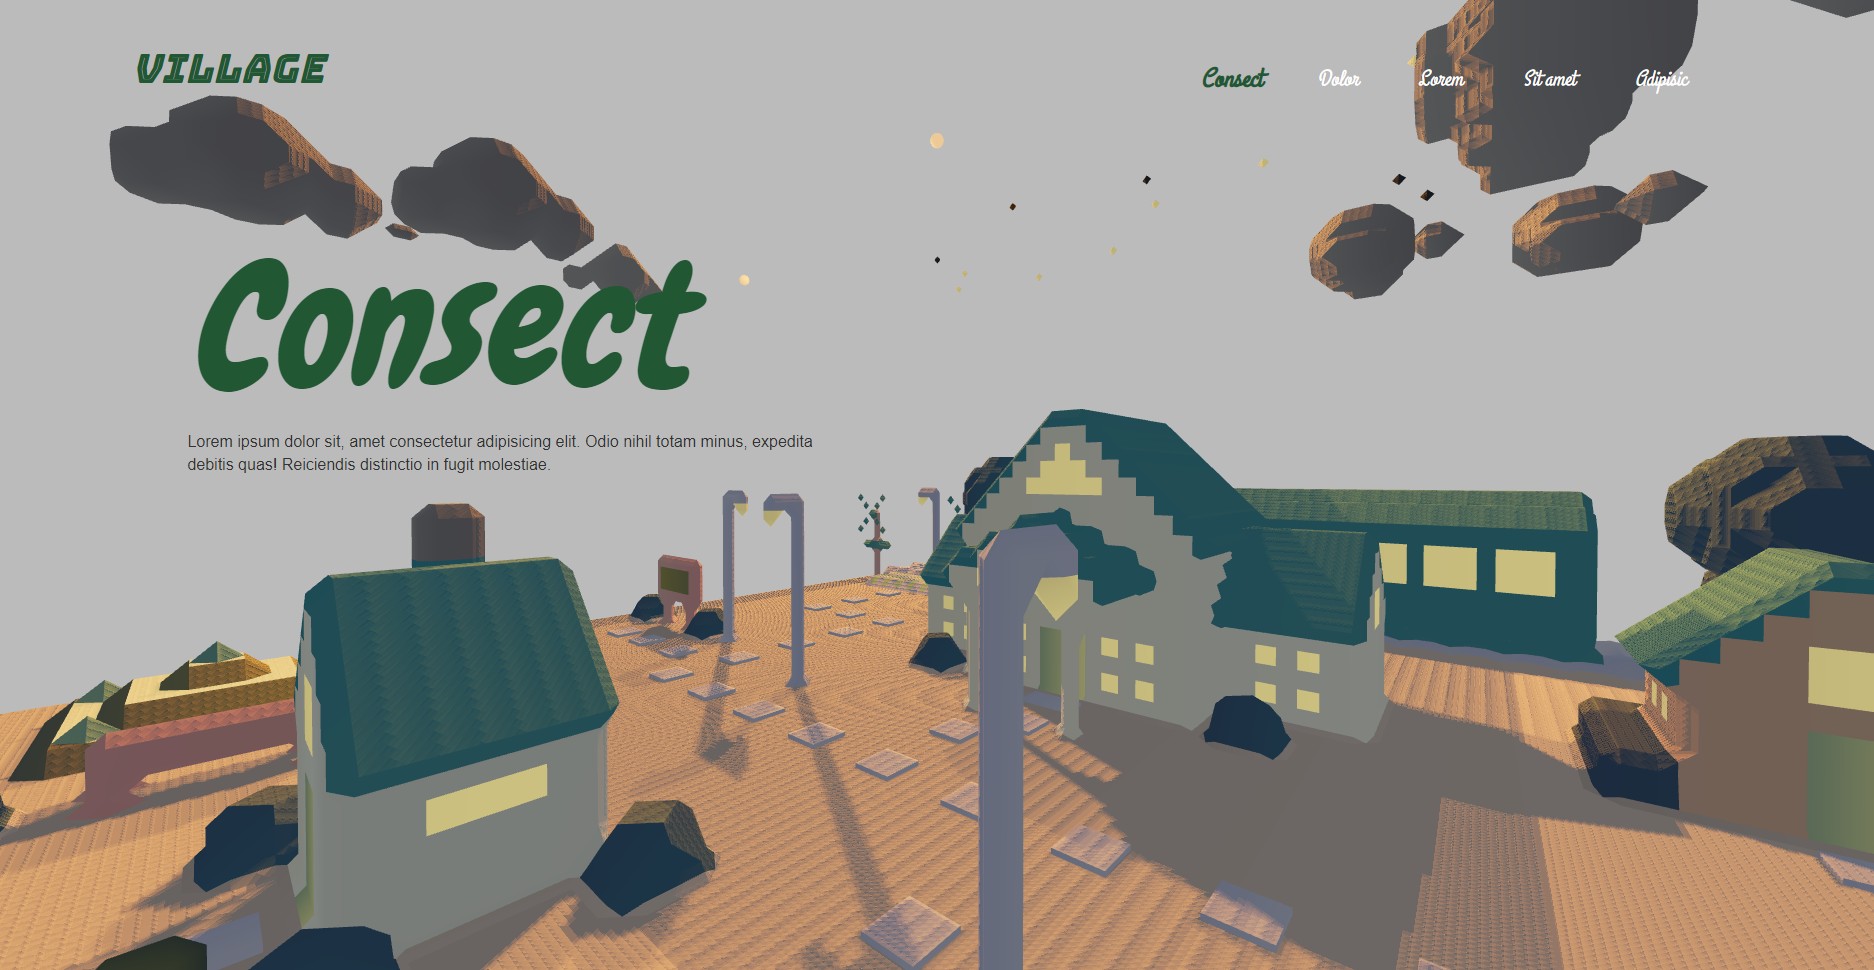 VILLAGE
Consect Dolor Lorem Sit amet Adipisic
Consect
Lorem ipsum dolor sit, amet consectetur adipisicing elit. Odio nihil totam minus, expedita
debitis quas! Reiciendis distinctio in fugit molestiae.